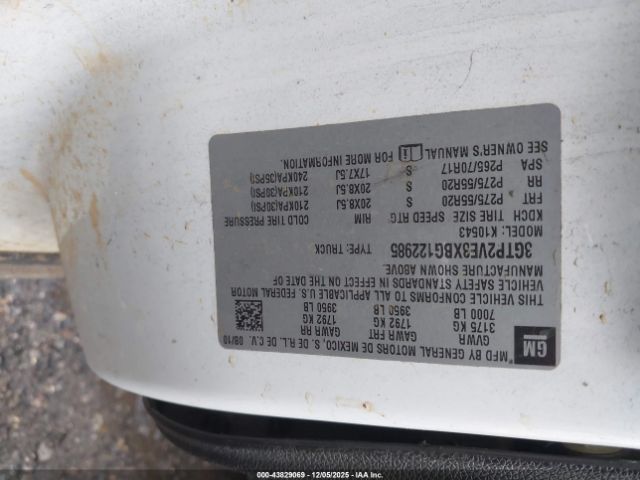 GM
*MFD BY GENERAL MOTORS DE MEXICO, S. DE R.L. DE C.V. 08/10
GVWR GAWR FRT GAWR RR
3175 KG 1792 KG 1792 KG
7000 LB 3950 LB 3950 LB
THIS VEHICLE CONFORMS TO ALL APPLICABLE U.S. FEDERAL MOTOR
VEHICLE SAFETY STANDARDS IN EFFECT ON THE DATE OF
MANUFACTURE SHOWN ABOVE.
3GTP2VE3XBG122985 TYPE: TRUCK
MODEL: K10543
KDCH TIRE SIZE SPEED RTG RIM COLD TIRE PRESSURE
FRT P275/55R20 S 20X8.5J 210KPA(30PSI)
RR P275/55R20 S 20X8.5J 210KPA(30PSI)
SPA P265/70R17 S 17X7.5J 240KPA(35PSI)
SEE OWNER'S MANUAL FOR MORE INFORMATION.
000-43829069 • 12/05/2025 • IAAI.CA